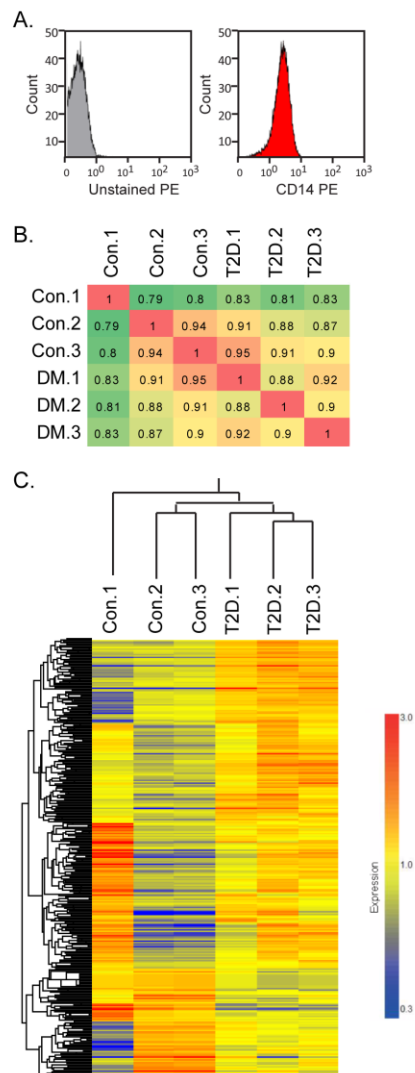 A.
50 50
40 40
30 30
20 20
10 10
Count Count
0 10⁰ 10¹ 10² 10³ 0 10⁰ 10¹ 10² 10³
Unstained PE CD14 PE
B.
Con.1 Con.2 Con.3 T2D.1 T2D.2 T2D.3
Con.1 1 0.79 0.8 0.83 0.81 0.83
Con.2 0.79 1 0.94 0.91 0.88 0.87
Con.3 0.8 0.94 1 0.95 0.91 0.9
DM.1 0.83 0.91 0.95 1 0.88 0.92
DM.2 0.81 0.88 0.91 0.88 1 0.9
DM.3 0.83 0.87 0.9 0.92 0.9 1
C.
Con.1 Con.2 Con.3 T2D.1 T2D.2 T2D.3
3.0
1.0
Expression
0.3